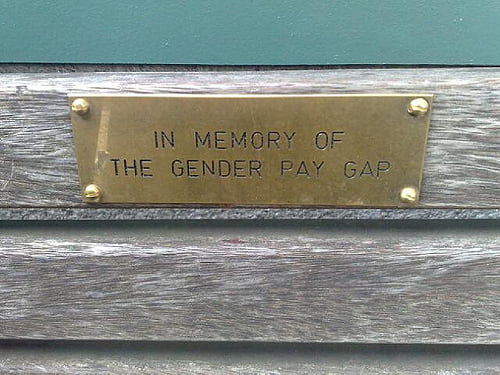 IN MEMORY OF
THE GENDER PAY GAP